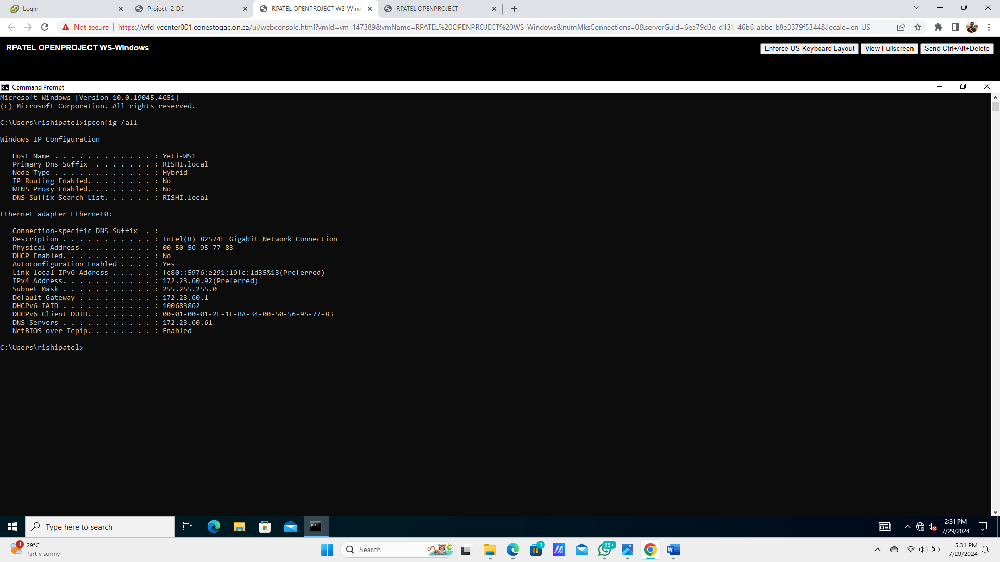 Login
Project -2 DC
RPATEL OPENPROJECT WS-Wind
RPATEL OPENPROJECT
Not secure
https://wfd-vcenter001.conestogac.on.ca/ui/webconsole.html?vmId=vm-147389&vmName=RPATEL%20OPENPROJECT%20WS-Windows&numMksConnections=0&serverGuid=6ea79d3e-d131-46b6-abbc-b8e3379f5344&locale=en-US
RPATEL OPENPROJECT WS-Windows
Enforce US Keyboard Layout
View Fullscreen
Send Ctrl+Alt+Delete
Command Prompt
Microsoft Windows [Version 10.0.19045.4651]
(c) Microsoft Corporation. All rights reserved.
C:\Users\rishipatel>ipconfig /all
Windows IP Configuration
Host Name . . . . . . . . . . . . : Yeti-WS1
Primary Dns Suffix  . . . . . . . : RISHI.local
Node Type . . . . . . . . . . . . : Hybrid
IP Routing Enabled. . . . . . . . : No
WINS Proxy Enabled. . . . . . . . : No
DNS Suffix Search List. . . . . . : RISHI.local
Ethernet adapter Ethernet0:
Connection-specific DNS Suffix  . :
Description . . . . . . . . . . . : Intel(R) 82574L Gigabit Network Connection
Physical Address. . . . . . . . . : 00-50-56-95-77-83
DHCP Enabled. . . . . . . . . . . : No
Autoconfiguration Enabled . . . . : Yes
Link-local IPv6 Address . . . . . : fe80::5976:e291:19fc:1d35%13(Preferred)
IPv4 Address. . . . . . . . . . . : 172.23.60.92(Preferred)
Subnet Mask . . . . . . . . . . . : 255.255.255.0
Default Gateway . . . . . . . . . : 172.23.60.1
DHCPv6 IAID . . . . . . . . . . . : 100683862
DHCPv6 Client DUID. . . . . . . . : 00-01-00-01-2E-1F-BA-34-00-50-56-95-77-83
DNS Servers . . . . . . . . . . . : 172.23.60.61
NetBIOS over Tcpip. . . . . . . . : Enabled
C:\Users\rishipatel>
Type here to search
2:31 PM
7/29/2024
1
29°C
Partly sunny
Search
1
99+
5:31 PM
7/29/2024